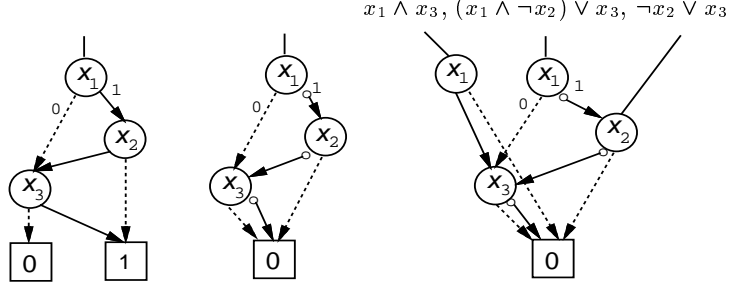 x₁ ∧ x₃, (x₁ ∧ ¬x₂) ∨ x₃, ¬x₂ ∨ x₃
x₁
0
1
x₂
x₃
0
1
x₁
0
1
x₂
x₃
0
x₁
x₁
0
1
x₂
x₃
0